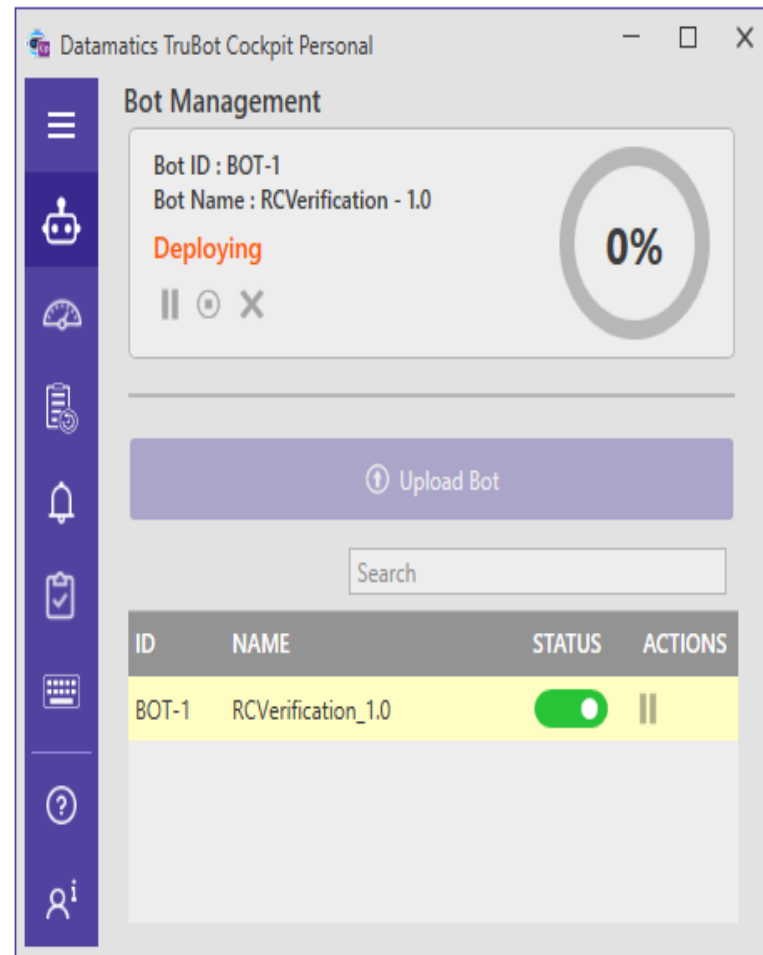 Datamatics TruBot Cockpit Personal
Bot Management
Bot ID : BOT-1
Bot Name : RCVerification - 1.0
Deploying
0%
Upload Bot
Search
ID NAME STATUS ACTIONS
BOT-1 RCVerification_1.0